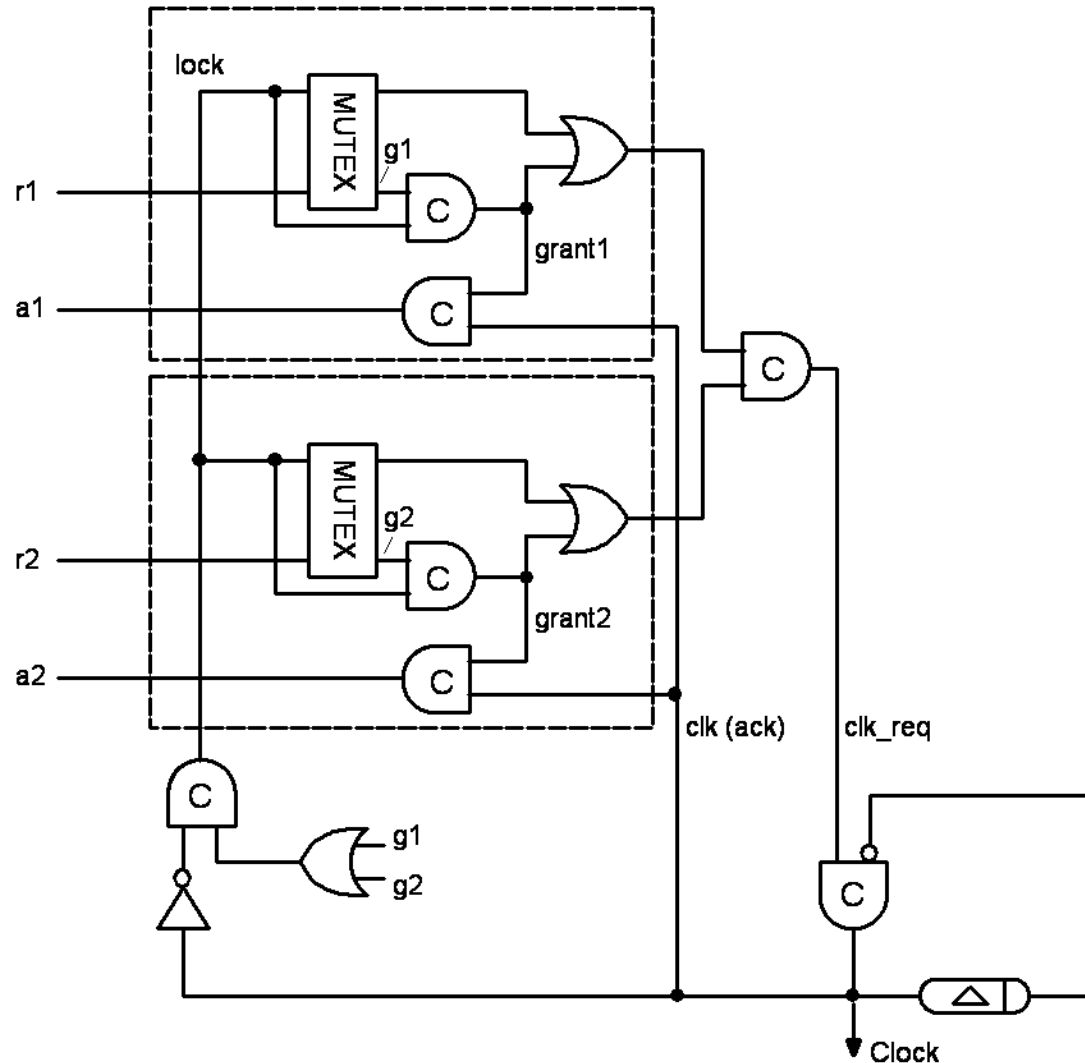 lock
MUTEX
g1
r1
C
grant1
a1
C
C
MUTEX
g2
r2
C
grant2
a2
C
clk (ack)
clk_req
C
g1
g2
C
Clock